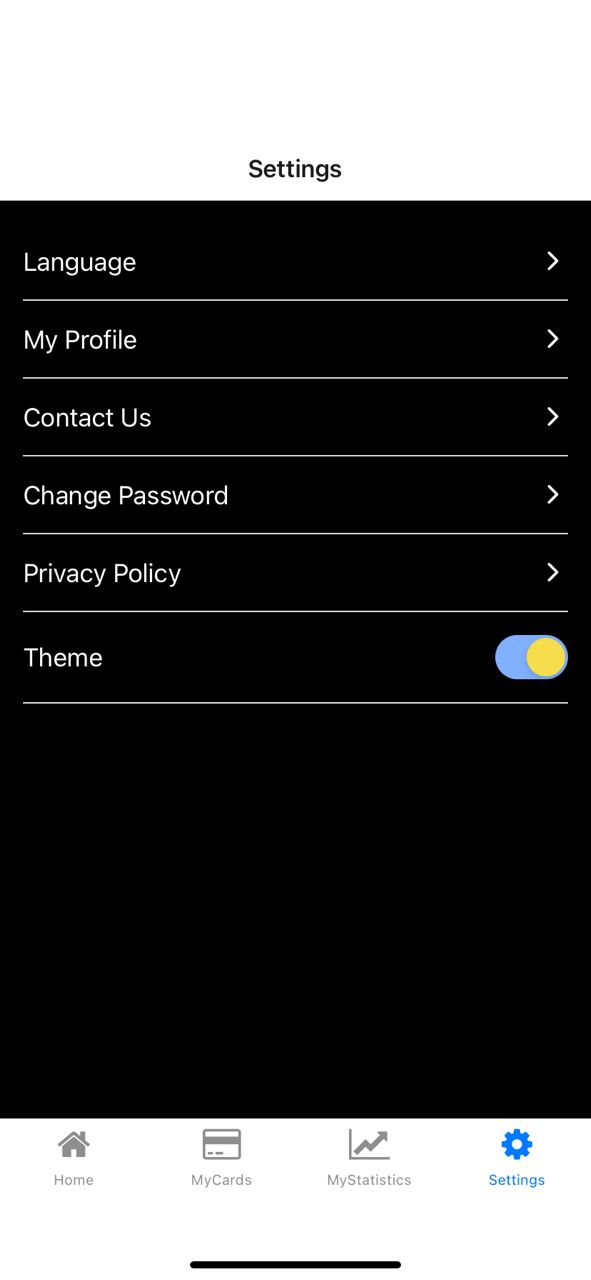 Settings
Language
My Profile
Contact Us
Change Password
Privacy Policy
Theme
Home
MyCards
MyStatistics
Settings